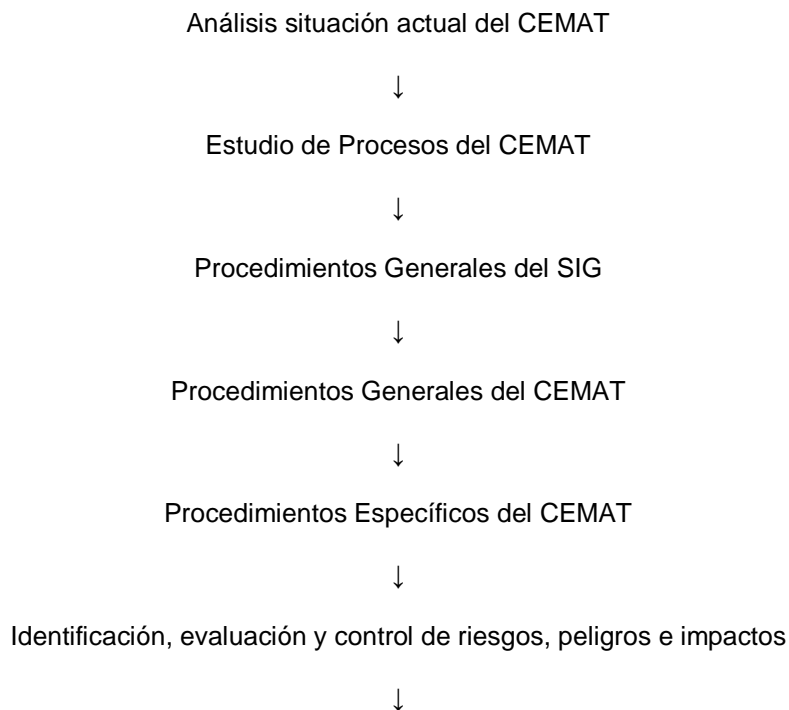 Análisis situación actual del CEMAT
↓
Estudio de Procesos del CEMAT
↓
Procedimientos Generales del SIG
↓
Procedimientos Generales del CEMAT
↓
Procedimientos Específicos del CEMAT
↓
Identificación, evaluación y control de riesgos, peligros e impactos
↓